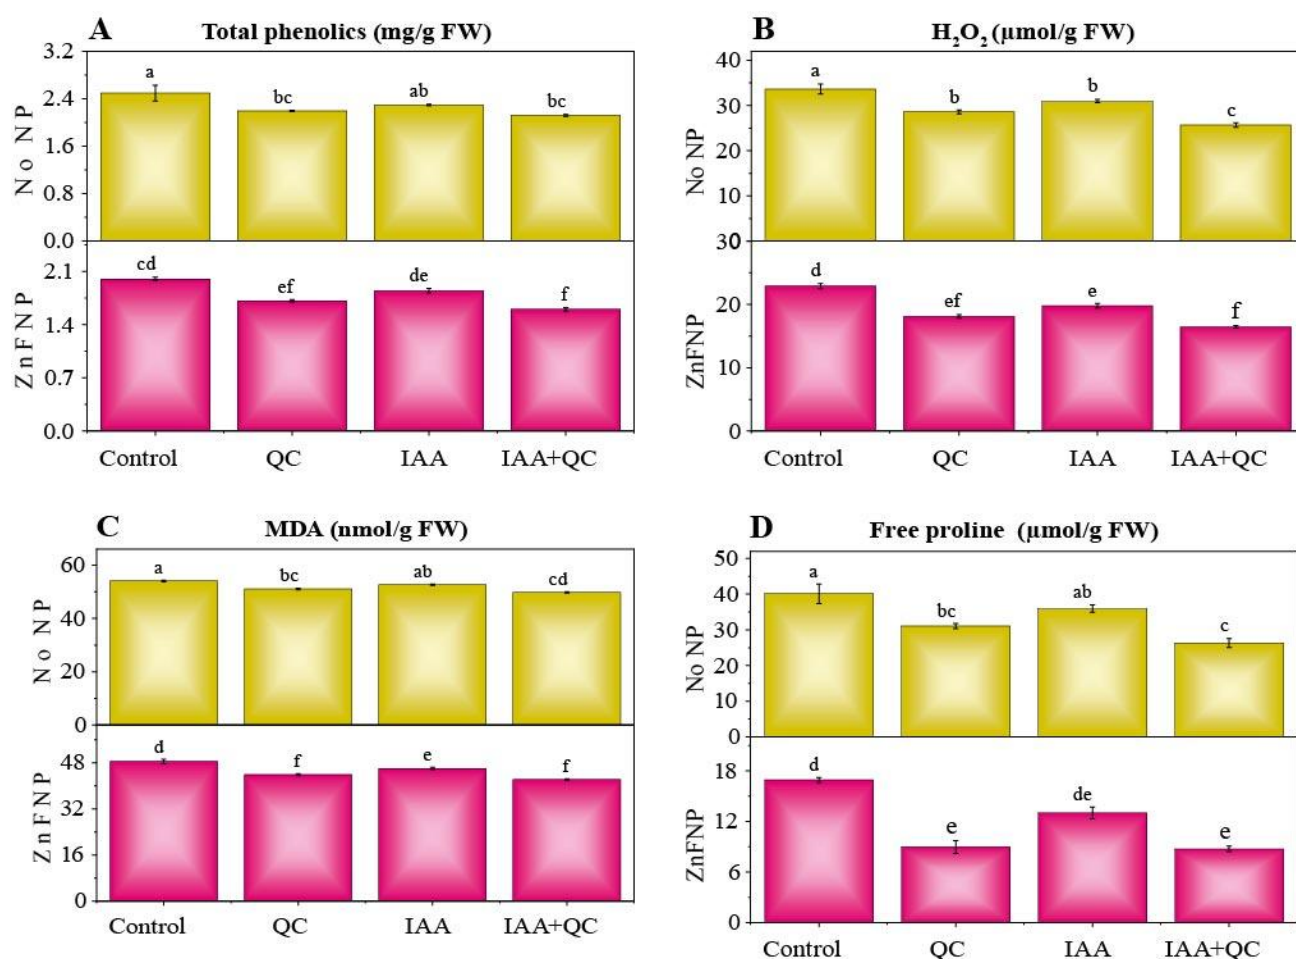 A
Total phenolics (mg/g FW)
3.2
2.4
1.6
0.8
0.0
No NP
a
bc
ab
bc
2.1
1.4
0.7
0.0
ZnFNP
cd
ef
de
f
Control QC IAA IAA+QC
B
H₂O₂ (µmol/g FW)
40
30
20
10
0
No NP
a
b
b
c
30
20
10
0
ZnFNP
d
ef
e
f
Control QC IAA IAA+QC
C
MDA (nmol/g FW)
60
40
20
0
No NP
a
bc
ab
cd
48
32
16
0
ZnFNP
d
f
e
f
Control QC IAA IAA+QC
D
Free proline (µmol/g FW)
50
40
30
20
10
0
No NP
a
bc
ab
c
18
12
6
0
ZnFNP
d
e
de
e
Control QC IAA IAA+QC